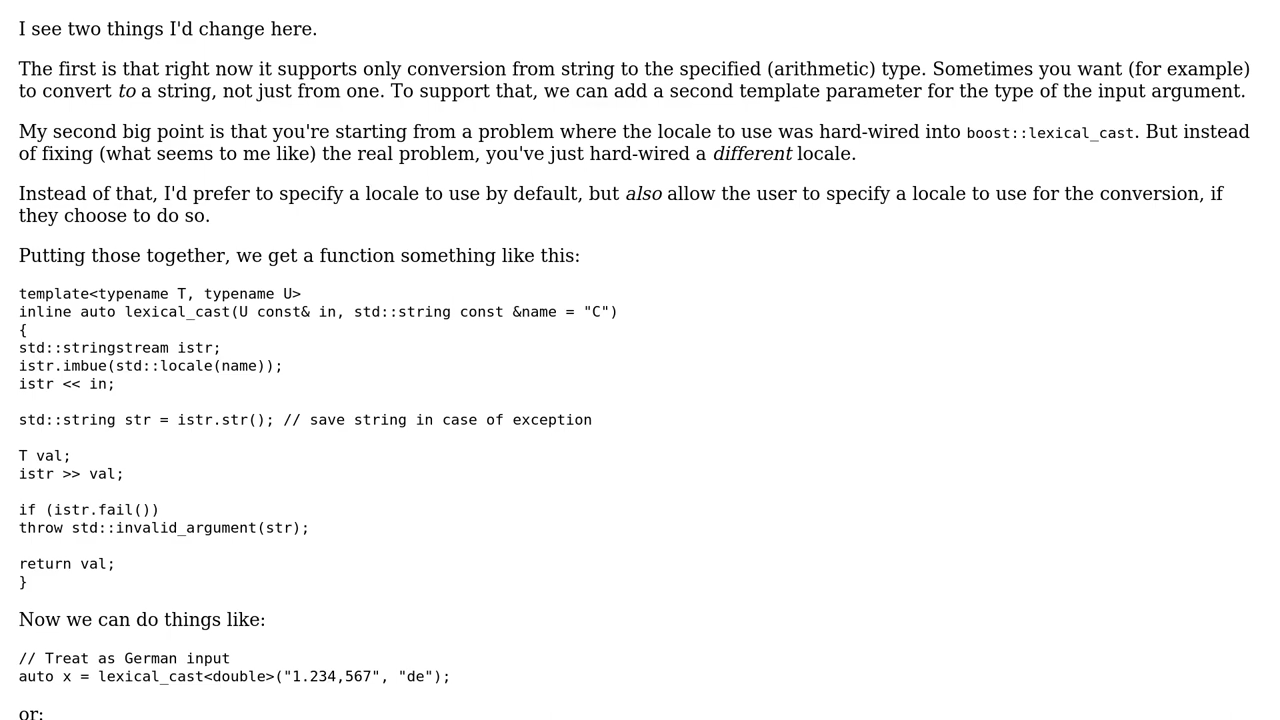 I see two things I'd change here.
The first is that right now it supports only conversion from string to the specified (arithmetic) type. Sometimes you want (for example)
to convert to a string, not just from one. To support that, we can add a second template parameter for the type of the input argument.
My second big point is that you're starting from a problem where the locale to use was hard-wired into boost::lexical_cast. But instead
of fixing (what seems to me like) the real problem, you've just hard-wired a different locale.
Instead of that, I'd prefer to specify a locale to use by default, but also allow the user to specify a locale to use for the conversion, if
they choose to do so.
Putting those together, we get a function something like this:
template<typename T, typename U>
inline auto lexical_cast(U const& in, std::string const &name = "C")
{
std::stringstream istr;
istr.imbue(std::locale(name));
istr << in;
std::string str = istr.str(); // save string in case of exception
T val;
istr >> val;
if (istr.fail())
throw std::invalid_argument(str);
return val;
}
Now we can do things like:
// Treat as German input
auto x = lexical_cast<double>("1.234,567", "de");
or: